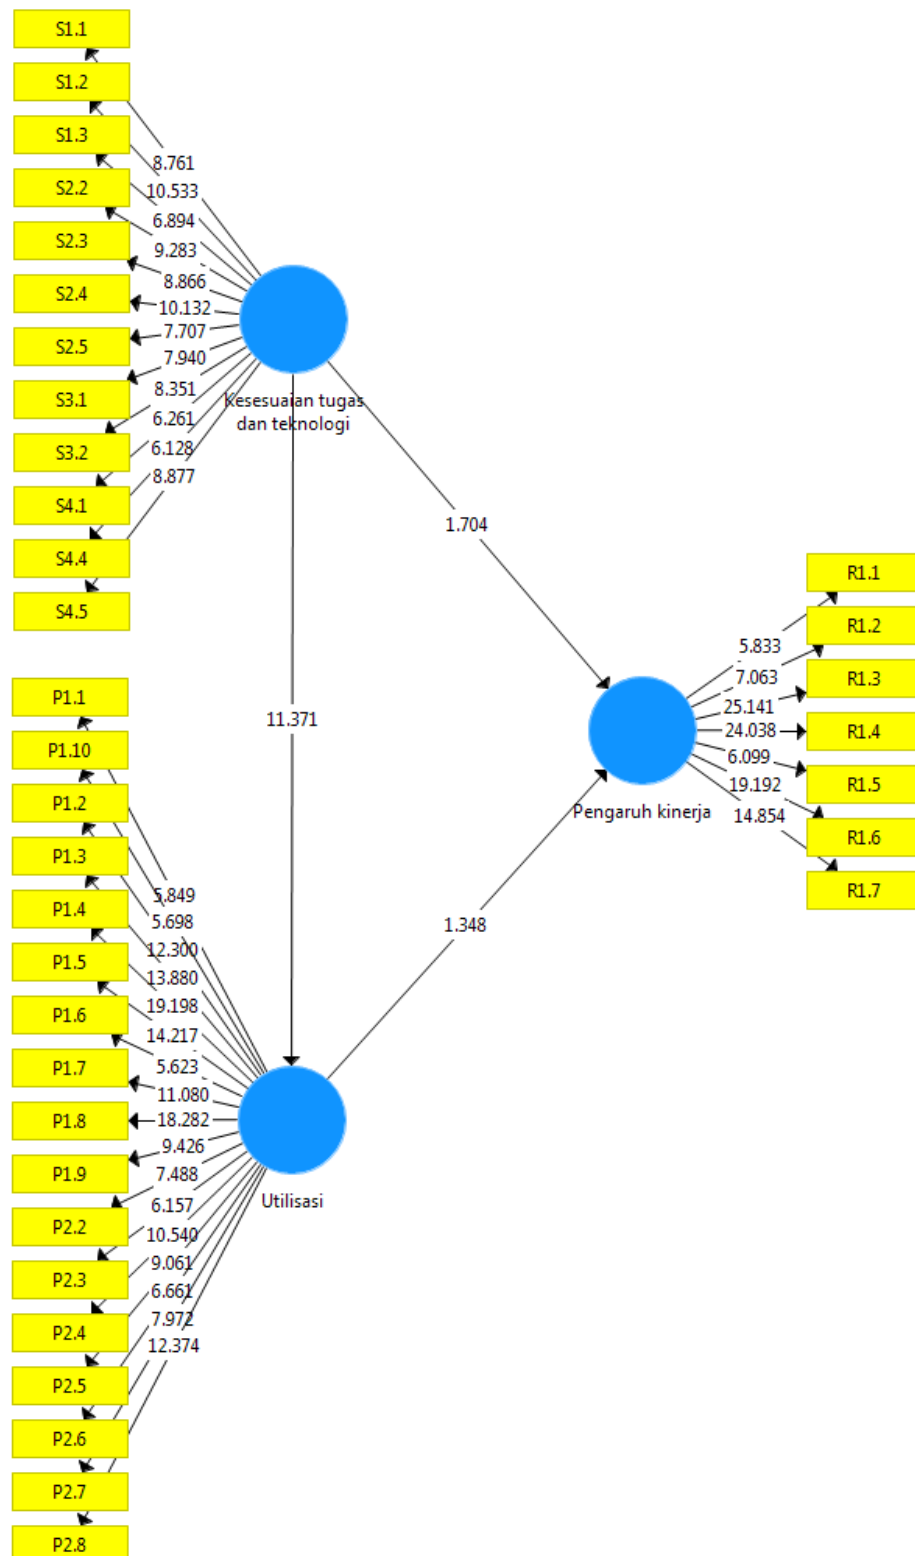 S1.1
S1.2
S1.3
S2.2
S2.3
S2.4
S2.5
S3.1
S3.2
S4.1
S4.4
S4.5
8.761
10.533
6.894
9.283
8.866
10.132
7.707
7.940
8.351
6.261
6.128
8.877
Kesesuaian tugas
dan teknologi
1.704
11.371
1.348
Pengaruh kinerja
5.833
7.063
25.141
24.038
6.099
19.192
14.854
R1.1
R1.2
R1.3
R1.4
R1.5
R1.6
R1.7
P1.1
P1.10
P1.2
P1.3
P1.4
P1.5
P1.6
P1.7
P1.8
P1.9
P2.2
P2.3
P2.4
P2.5
P2.6
P2.7
P2.8
5.849
5.698
12.300
13.880
19.198
14.217
5.623
11.080
18.282
9.426
7.488
6.157
10.540
9.061
6.661
7.972
12.374
Utilisasi